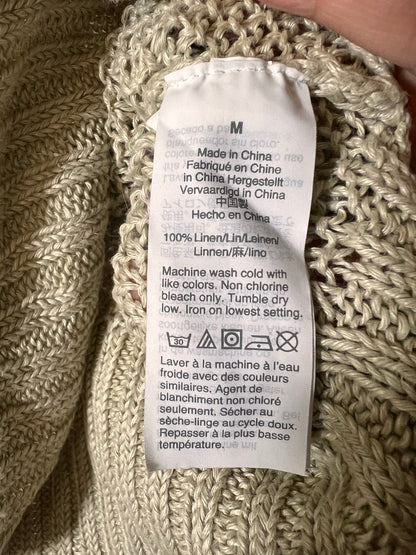 M
Made in China
Fabriqué en Chine
in China Hergestellt
Vervaardigd in China
中国製
Hecho en China
100% Linen/Lin/Leinen/
Linnen/麻/lino
Machine wash cold with
like colors. Non chlorine
bleach only. Tumble dry
low. Iron on lowest setting.
30
Laver à la machine à l'eau
froide avec des couleurs
similaires. Agent de
blanchiment non chloré
seulement. Sécher au
sèche-linge au cycle doux.
Repasser à la plus basse
température.